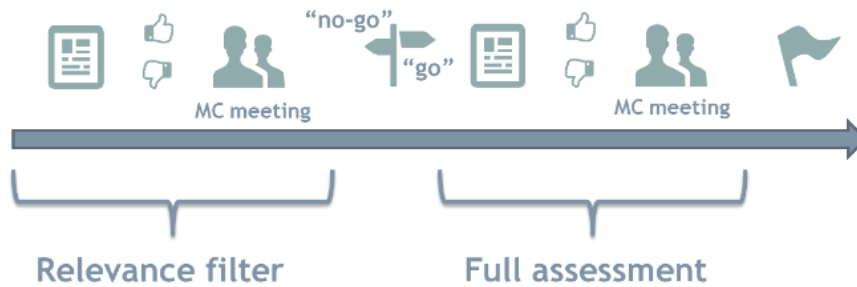 “no-go”
“go”
MC meeting
MC meeting
Relevance filter
Full assessment